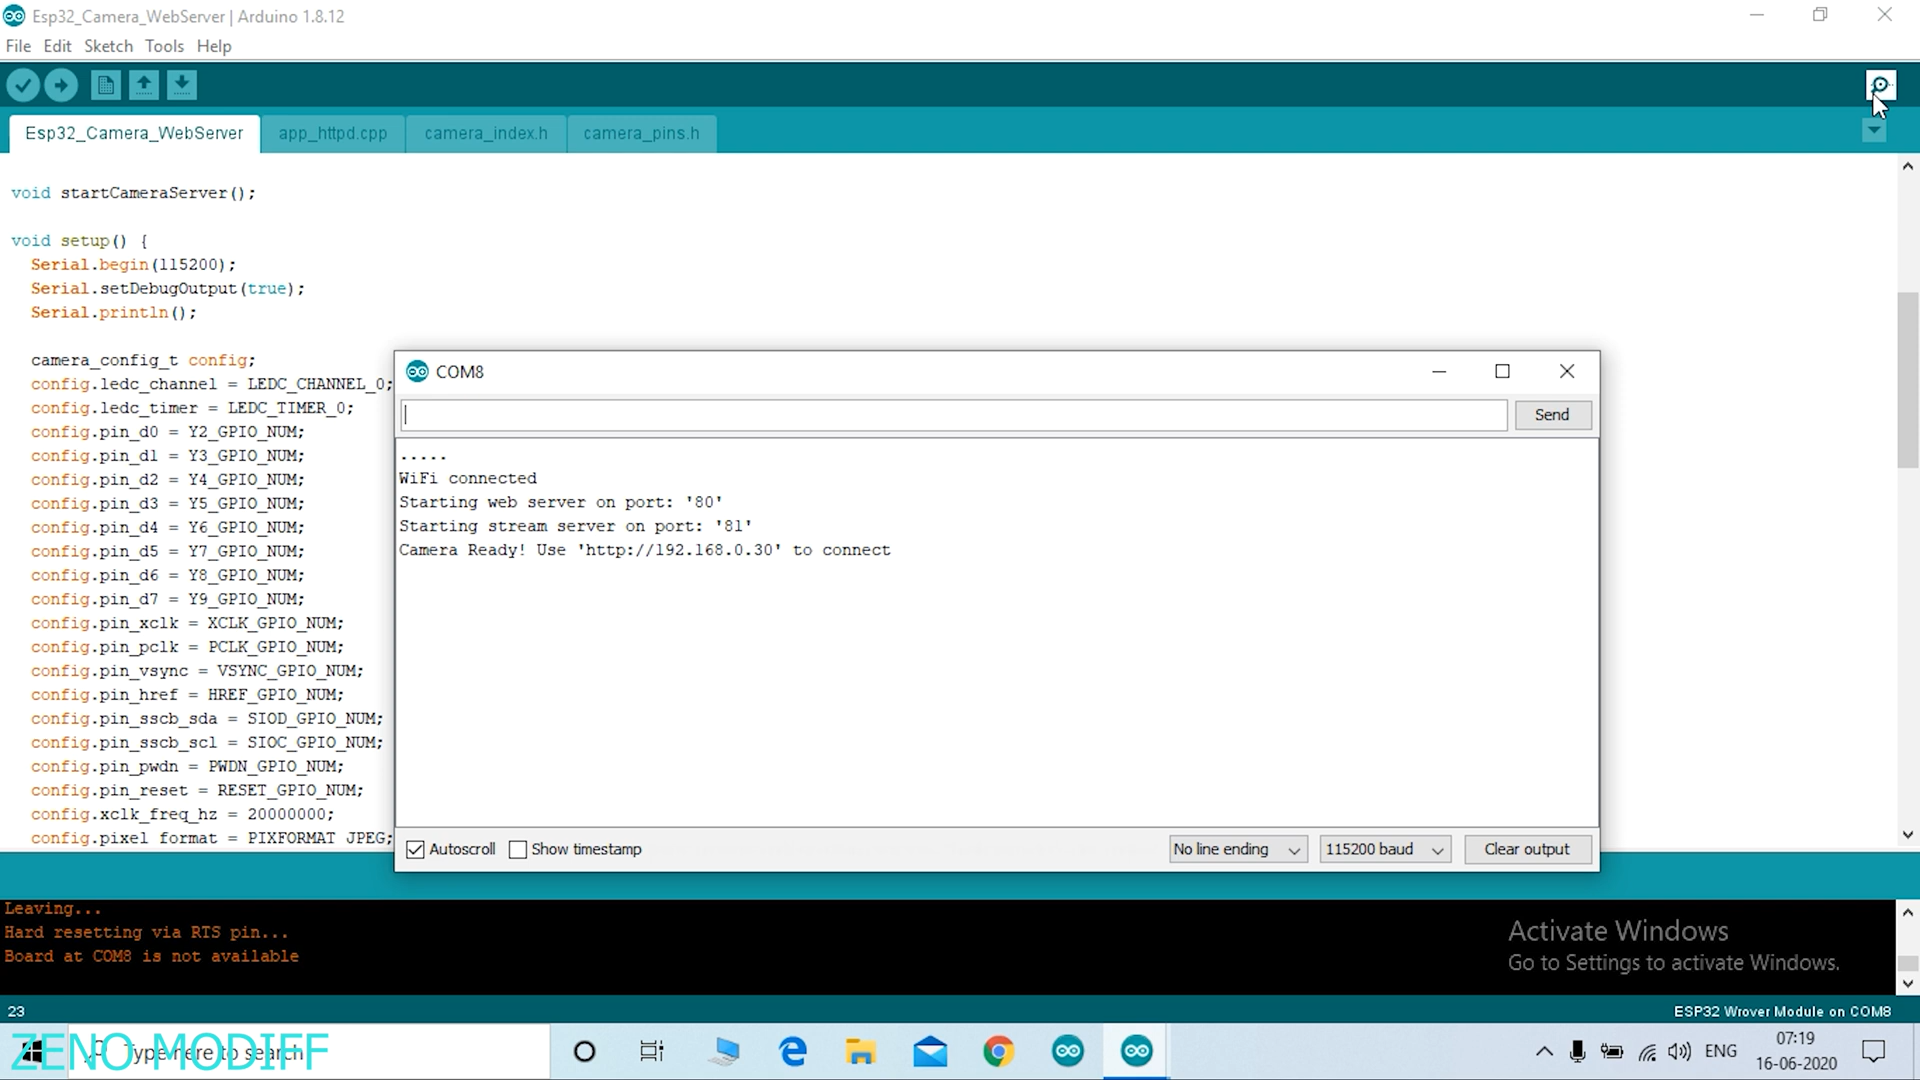 Esp32_Camera_WebServer | Arduino 1.8.12
File Edit Sketch Tools Help
Esp32_Camera_WebServer app_httpd.cpp camera_index.h camera_pins.h
void startCameraServer();
void setup() {
Serial.begin(115200);
Serial.setDebugOutput(true);
Serial.println();
camera_config_t config;
config.ledc_channel = LEDC_CHANNEL_0;
config.ledc_timer = LEDC_TIMER_0;
config.pin_d0 = Y2_GPIO_NUM;
config.pin_d1 = Y3_GPIO_NUM;
config.pin_d2 = Y4_GPIO_NUM;
config.pin_d3 = Y5_GPIO_NUM;
config.pin_d4 = Y6_GPIO_NUM;
config.pin_d5 = Y7_GPIO_NUM;
config.pin_d6 = Y8_GPIO_NUM;
config.pin_d7 = Y9_GPIO_NUM;
config.pin_xclk = XCLK_GPIO_NUM;
config.pin_pclk = PCLK_GPIO_NUM;
config.pin_vsync = VSYNC_GPIO_NUM;
config.pin_href = HREF_GPIO_NUM;
config.pin_sscb_sda = SIOD_GPIO_NUM;
config.pin_sscb_scl = SIOC_GPIO_NUM;
config.pin_pwdn = PWDN_GPIO_NUM;
config.pin_reset = RESET_GPIO_NUM;
config.xclk_freq_hz = 20000000;
config.pixel_format = PIXFORMAT_JPEG;
COM8
Send
.....
WiFi connected
Starting web server on port: '80'
Starting stream server on port: '81'
Camera Ready! Use 'http://192.168.0.30' to connect
Autoscroll Show timestamp No line ending 115200 baud Clear output
Leaving...
Hard resetting via RTS pin...
Board at COM8 is not available
Activate Windows
Go to Settings to activate Windows.
23 ESP32 Wrover Module on COM8
ZENO MODIFF
Type here to search
ENG
07:19
16-06-2020